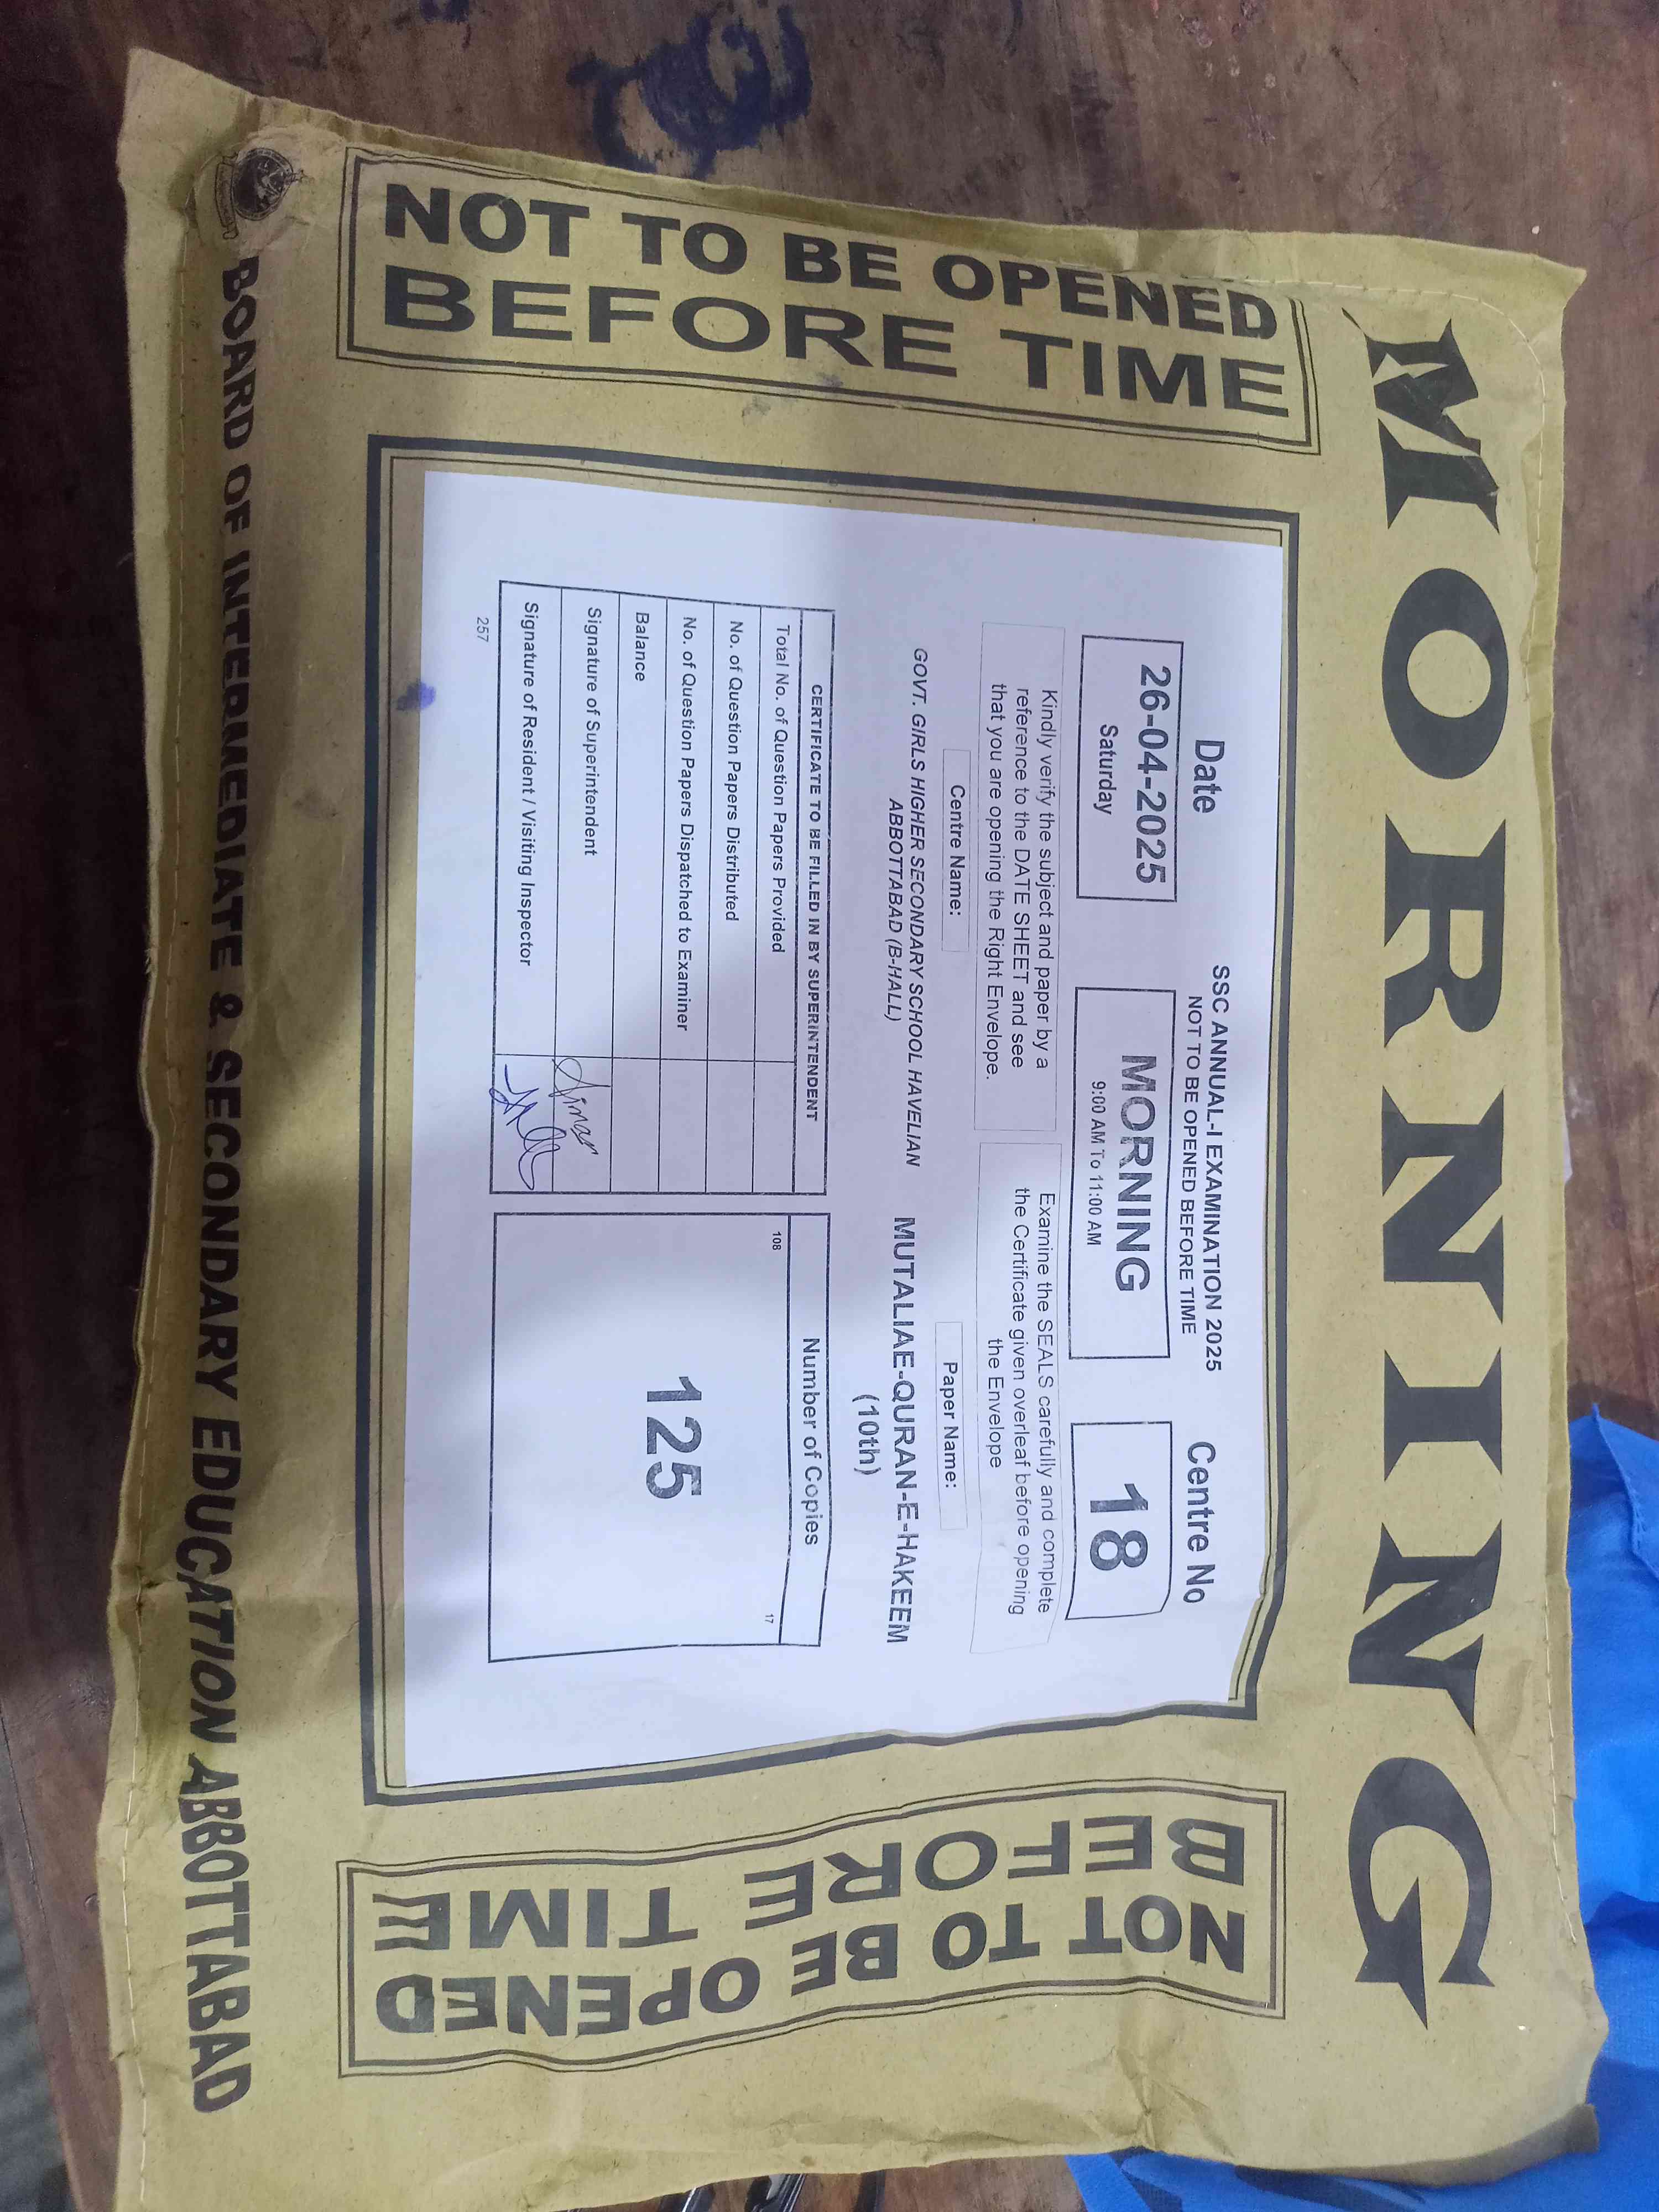 MORNING
NOT TO BE OPENED
BEFORE TIME
SSC ANNUAL-I EXAMINATION 2025
NOT TO BE OPENED BEFORE TIME
Date
26-04-2025
Saturday
MORNING
9:00 AM To 11:00 AM
Centre No
18
Kindly verify the subject and paper by a
reference to the DATE SHEET and see
that you are opening the Right Envelope.
Examine the SEALS carefully and complete
the Certificate given overleaf before opening
the Envelope
Centre Name:
GOVT. GIRLS HIGHER SECONDARY SCHOOL HAVELIAN
ABBOTTABAD (B-HALL)
Paper Name:
MUTALIAE-QURAN-E-HAKEEM
(10th)
CERTIFICATE TO BE FILLED IN BY SUPERINTENDENT
Total No. of Question Papers Provided
No. of Question Papers Distributed
No. of Question Papers Dispatched to Examiner
Balance
Signature of Superintendent
Signature of Resident / Visiting Inspector
257
Number of Copies
108
17
125
NOT TO BE OPENED
BEFORE TIME
BOARD OF INTERMEDIATE & SECONDARY EDUCATION ABBOTTABAD